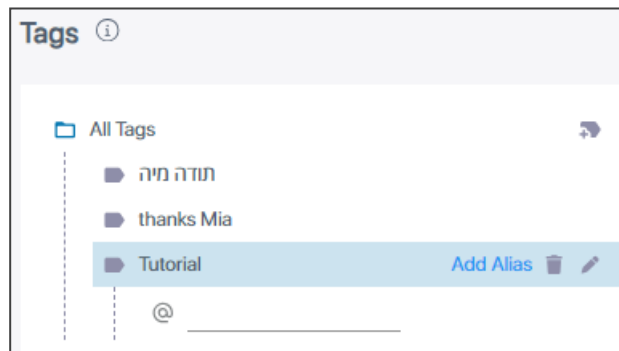 Tags
All Tags
תודה מיה
thanks Mia
Tutorial Add Alias
@